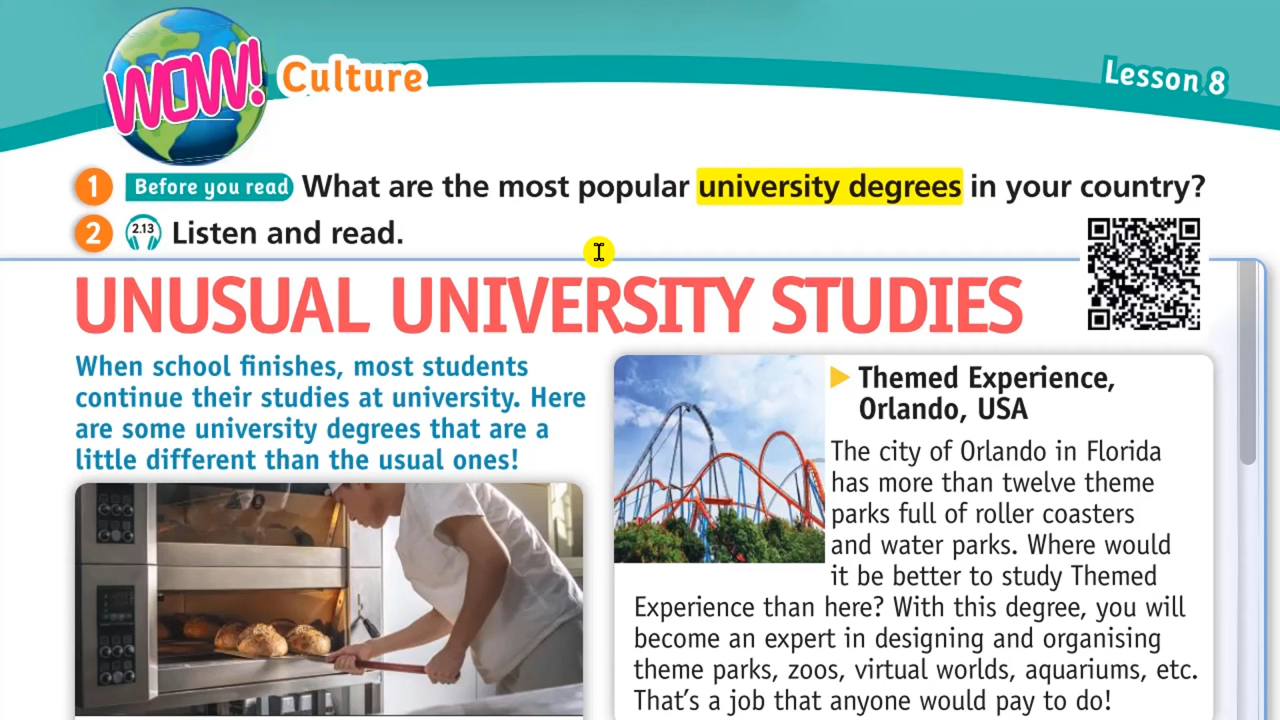 WOW! Culture
Lesson 8
1 Before you read What are the most popular university degrees in your country?
2 2.13 Listen and read.
UNUSUAL UNIVERSITY STUDIES
When school finishes, most students
continue their studies at university. Here
are some university degrees that are a
little different than the usual ones!
Themed Experience,
Orlando, USA
The city of Orlando in Florida
has more than twelve theme
parks full of roller coasters
and water parks. Where would
it be better to study Themed
Experience than here? With this degree, you will
become an expert in designing and organising
theme parks, zoos, virtual worlds, aquariums, etc.
That's a job that anyone would pay to do!